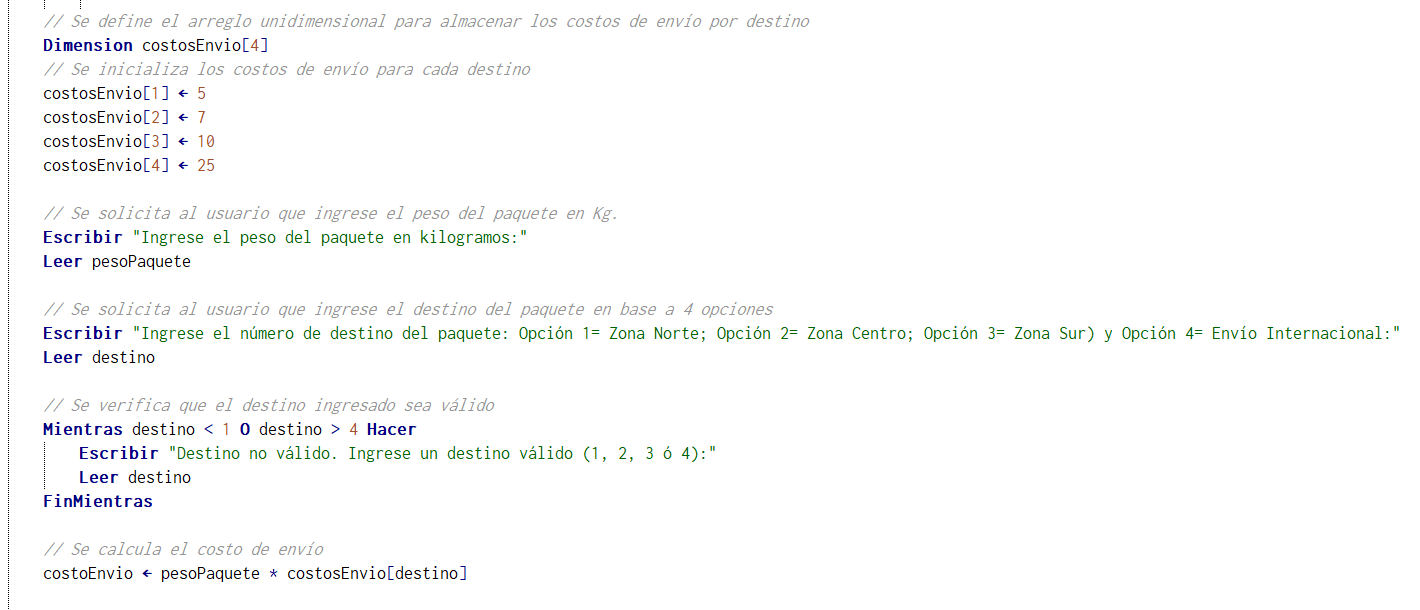 // Se define el arreglo unidimensional para almacenar los costos de envío por destino
Dimension costosEnvio[4]
// Se inicializa los costos de envío para cada destino
costosEnvio[1] ← 5
costosEnvio[2] ← 7
costosEnvio[3] ← 10
costosEnvio[4] ← 25
// Se solicita al usuario que ingrese el peso del paquete en Kg.
Escribir "Ingrese el peso del paquete en kilogramos:"
Leer pesoPaquete
// Se solicita al usuario que ingrese el destino del paquete en base a 4 opciones
Escribir "Ingrese el número de destino del paquete: Opción 1= Zona Norte; Opción 2= Zona Centro; Opción 3= Zona Sur) y Opción 4= Envío Internacional:"
Leer destino
// Se verifica que el destino ingresado sea válido
Mientras destino < 1 O destino > 4 Hacer
Escribir "Destino no válido. Ingrese un destino válido (1, 2, 3 ó 4):"
Leer destino
FinMientras
// Se calcula el costo de envío
costoEnvio ← pesoPaquete * costosEnvio[destino]